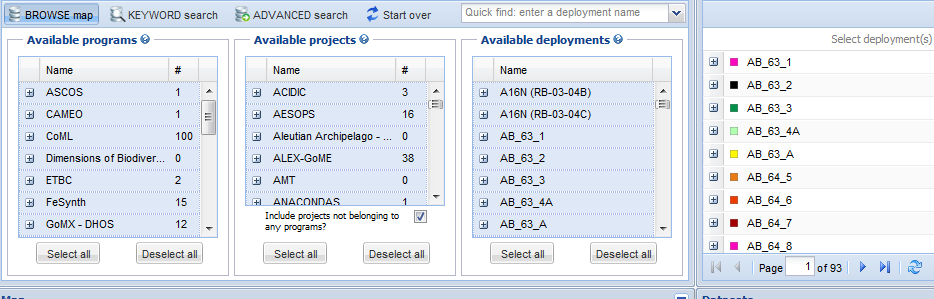 BROWSE map KEYWORD search ADVANCED search Start over Quick find: enter a deployment name
Available programs
Name #
ASCOS 1
CAMEO 1
CoML 100
Dimensions of Biodiver... 0
ETBC 2
FeSynth 15
GoMX - DHOS 12
Select all Deselect all
Available projects
Name #
ACIDIC 3
AESOPS 16
Aleutian Archipelago - ... 0
ALEX-GoME 38
AMT 0
ANACONDAS 1
Include projects not belonging to
any programs?
Select all Deselect all
Available deployments
Name
A16N (RB-03-04B)
A16N (RB-03-04C)
AB_63_1
AB_63_2
AB_63_3
AB_63_4A
AB_63_A
Select all Deselect all
Select deployment(s)
AB_63_1
AB_63_2
AB_63_3
AB_63_4A
AB_63_A
AB_64_5
AB_64_6
AB_64_7
AB_64_8
Page 1 of 93